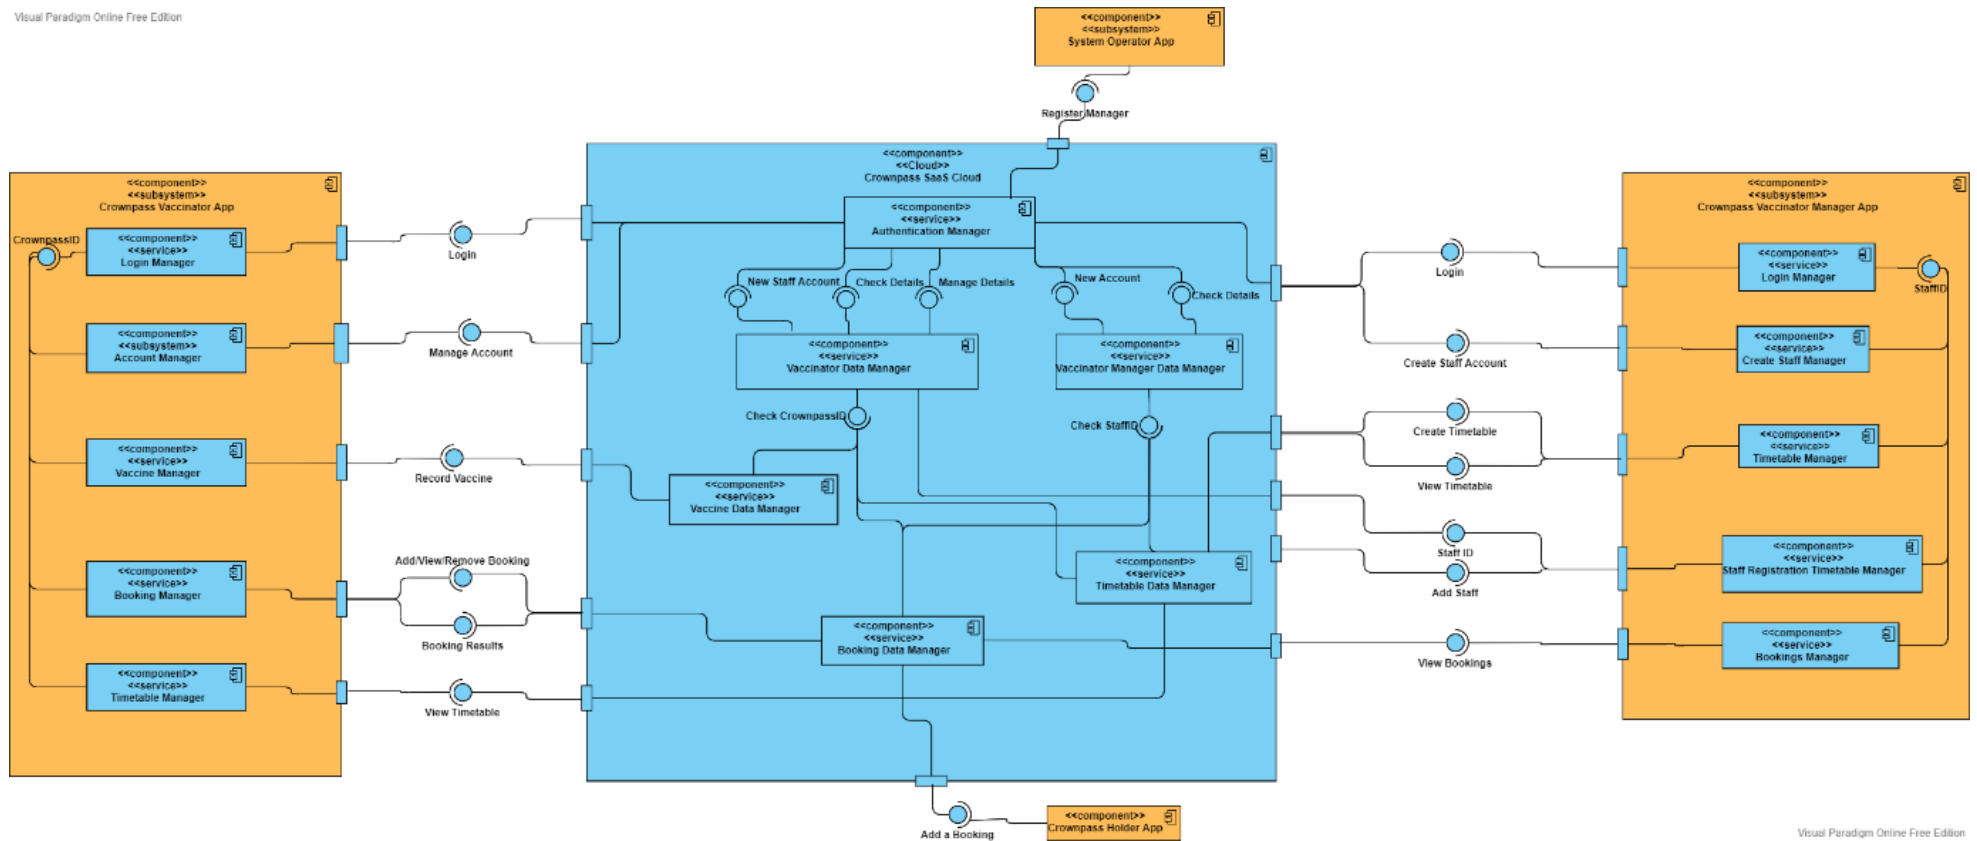 Visual Paradigm Online Free Edition
<<component>>
<<subsystem>>
System Operator App
Register Manager
<<component>>
<<subsystem>>
Crownpass Vaccinator App
CrownpassID
<<component>>
<<service>>
Login Manager
<<component>>
<<subsystem>>
Account Manager
<<component>>
<<service>>
Vaccine Manager
<<component>>
<<service>>
Booking Manager
<<component>>
<<service>>
Timetable Manager
Login
Manage Account
Record Vaccine
Add/View/Remove Booking
Booking Results
View Timetable
<<component>>
<<Cloud>>
Crownpass SaaS Cloud
<<component>>
<<service>>
Authentication Manager
New Staff Account
Check Details
Manage Details
New Account
Check Details
<<component>>
<<service>>
Vaccinator Data Manager
<<component>>
<<service>>
Vaccinator Manager Data Manager
Check CrownpassID
Check StaffID
<<component>>
<<service>>
Vaccine Data Manager
<<component>>
<<service>>
Timetable Data Manager
<<component>>
<<service>>
Booking Data Manager
Login
Create Staff Account
Create Timetable
View Timetable
Staff ID
Add Staff
View Bookings
<<component>>
<<subsystem>>
Crownpass Vaccinator Manager App
<<component>>
<<service>>
Login Manager
StaffID
<<component>>
<<service>>
Create Staff Manager
<<component>>
<<service>>
Timetable Manager
<<component>>
<<service>>
Staff Registration Timetable Manager
<<component>>
<<service>>
Bookings Manager
Add a Booking
<<component>>
Crownpass Holder App
Visual Paradigm Online Free Edition